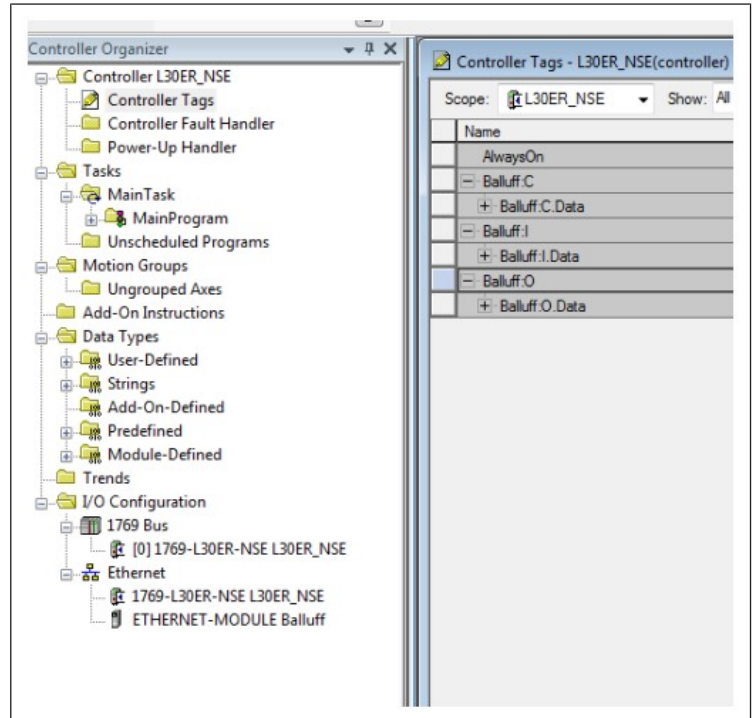 Controller Organizer
Controller L30ER_NSE
Controller Tags
Controller Fault Handler
Power-Up Handler
Tasks
MainTask
MainProgram
Unscheduled Programs
Motion Groups
Ungrouped Axes
Add-On Instructions
Data Types
User-Defined
Strings
Add-On-Defined
Predefined
Module-Defined
Trends
I/O Configuration
1769 Bus
[0] 1769-L30ER-NSE L30ER_NSE
Ethernet
1769-L30ER-NSE L30ER_NSE
ETHERNET-MODULE Balluff
Controller Tags - L30ER_NSE(controller)
Scope: L30ER_NSE Show: All
Name
AlwaysOn
Balluff:C
Balluff:C.Data
Balluff:I
Balluff:I.Data
Balluff:O
Balluff:O.Data